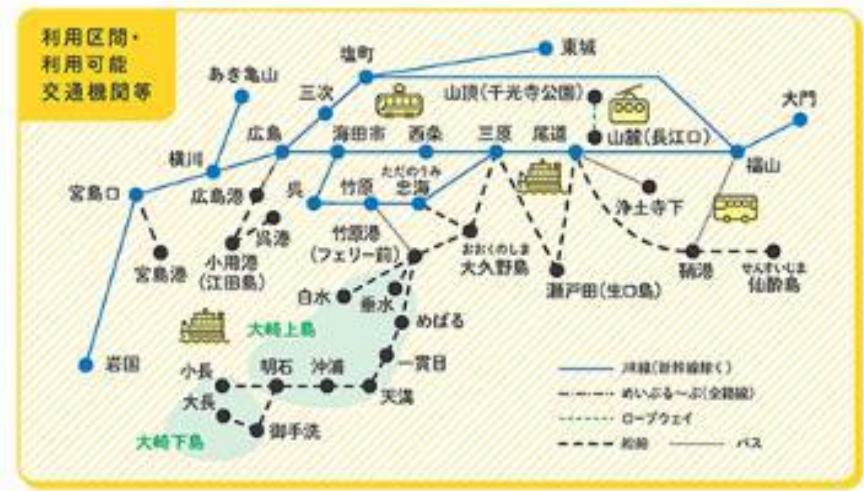 利用区間・
利用可能
交通機関等
塩町
東城
あき亀山
三次
山頂(千光寺公園)
大門
広島
海田市
西条
三原
尾道
山麓(長江口)
横川
福山
宮島口
広島港
呉
竹原
ただのうみ
忠海
浄土寺下
呉港
宮島港
小用港
(江田島)
竹原港
(フェリー前)
おおくのしま
大久野島
瀬戸田(生口島)
鞆港
せんすいじま
仙酔島
白水
垂水
めばる
大崎上島
一貫目
岩国
小長
明石
沖浦
天満
大長
御手洗
大崎下島
JR線(新幹線除く)
めいぷる～ぷ(全路線)
ロープウェイ
船舶
バス